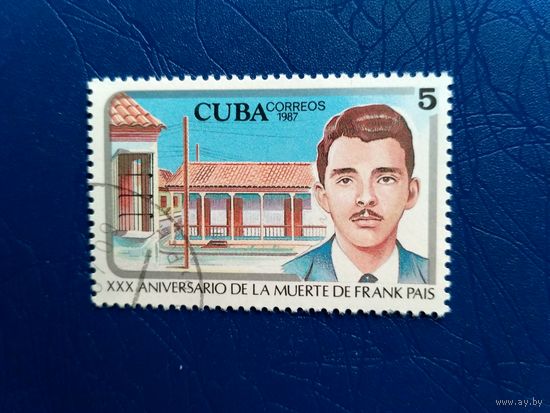 CUBA CORREOS 5
1987
XXX ANIVERSARIO DE LA MUERTE DE FRANK PAIS
www.ay.by